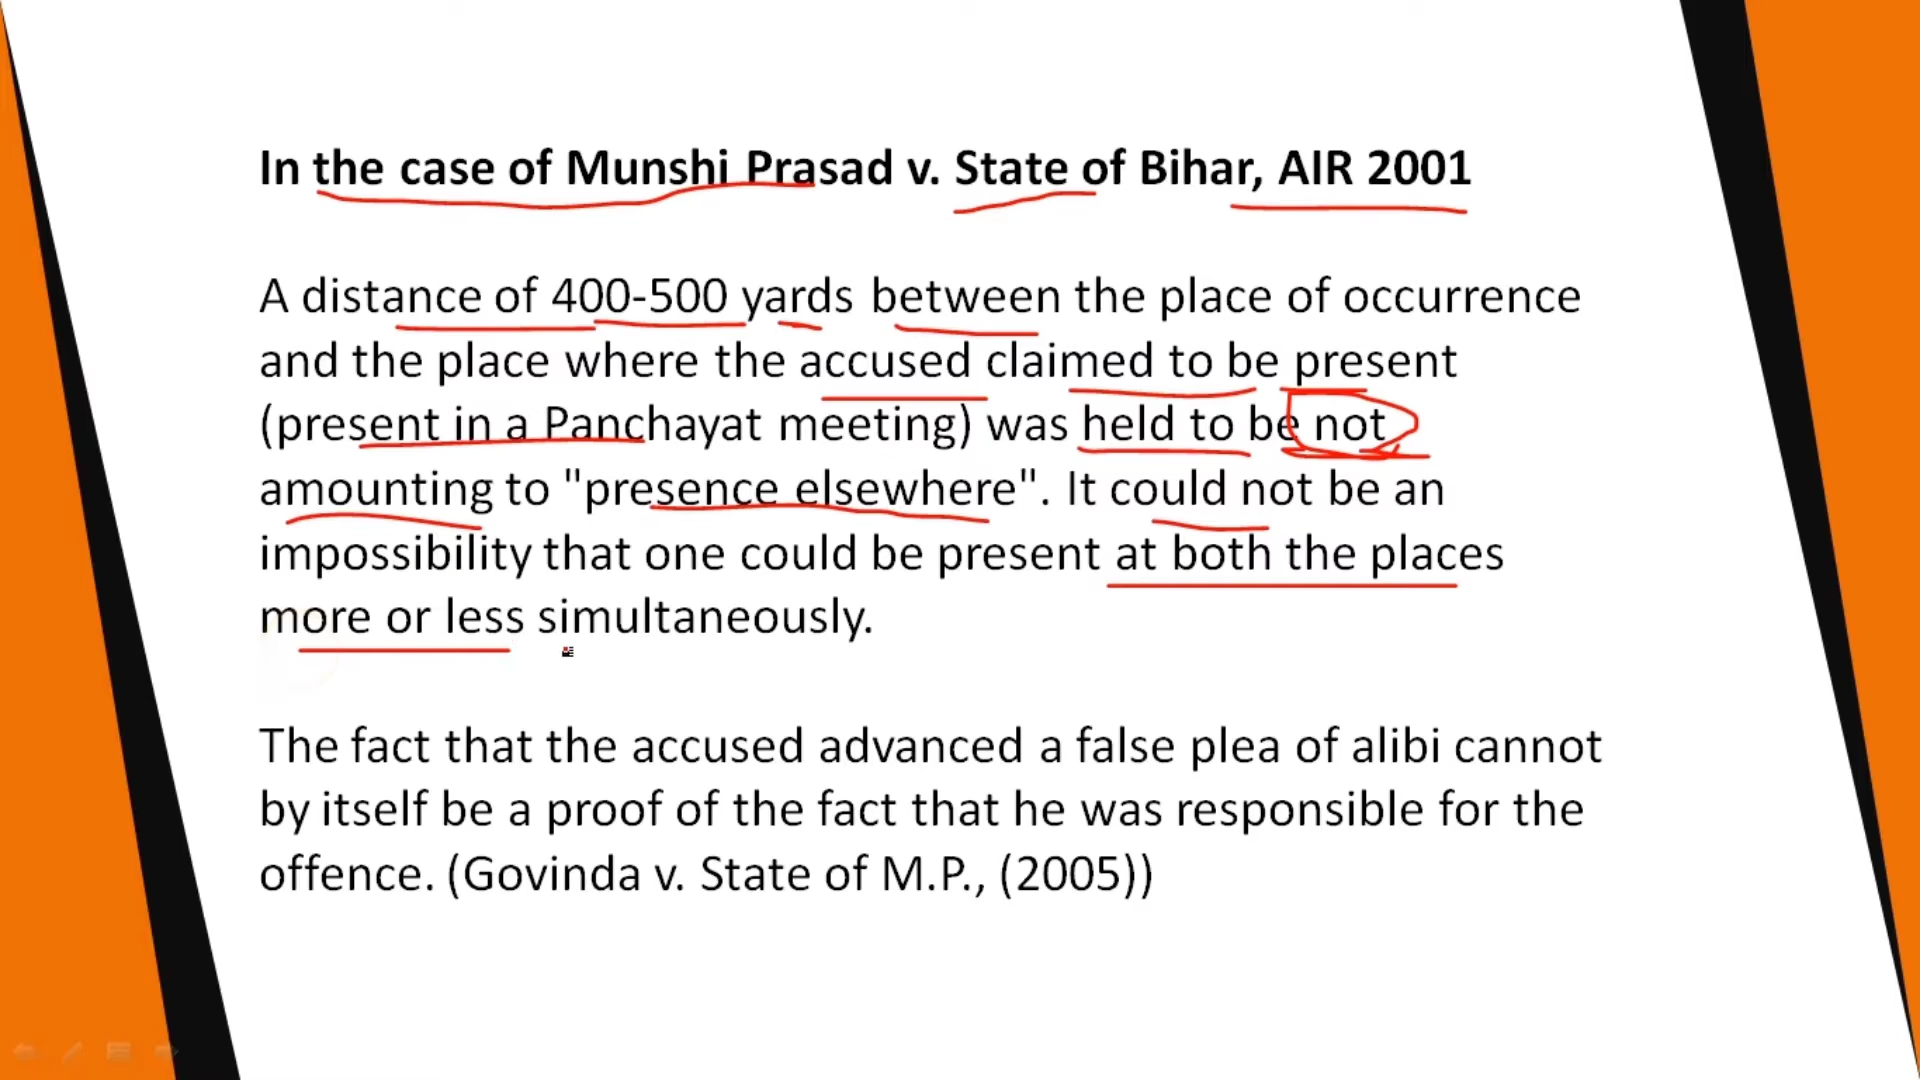 In the case of Munshi Prasad v. State of Bihar, AIR 2001
A distance of 400-500 yards between the place of occurrence
and the place where the accused claimed to be present
(present in a Panchayat meeting) was held to be not
amounting to "presence elsewhere". It could not be an
impossibility that one could be present at both the places
more or less simultaneously.
The fact that the accused advanced a false plea of alibi cannot
by itself be a proof of the fact that he was responsible for the
offence. (Govinda v. State of M.P., (2005))